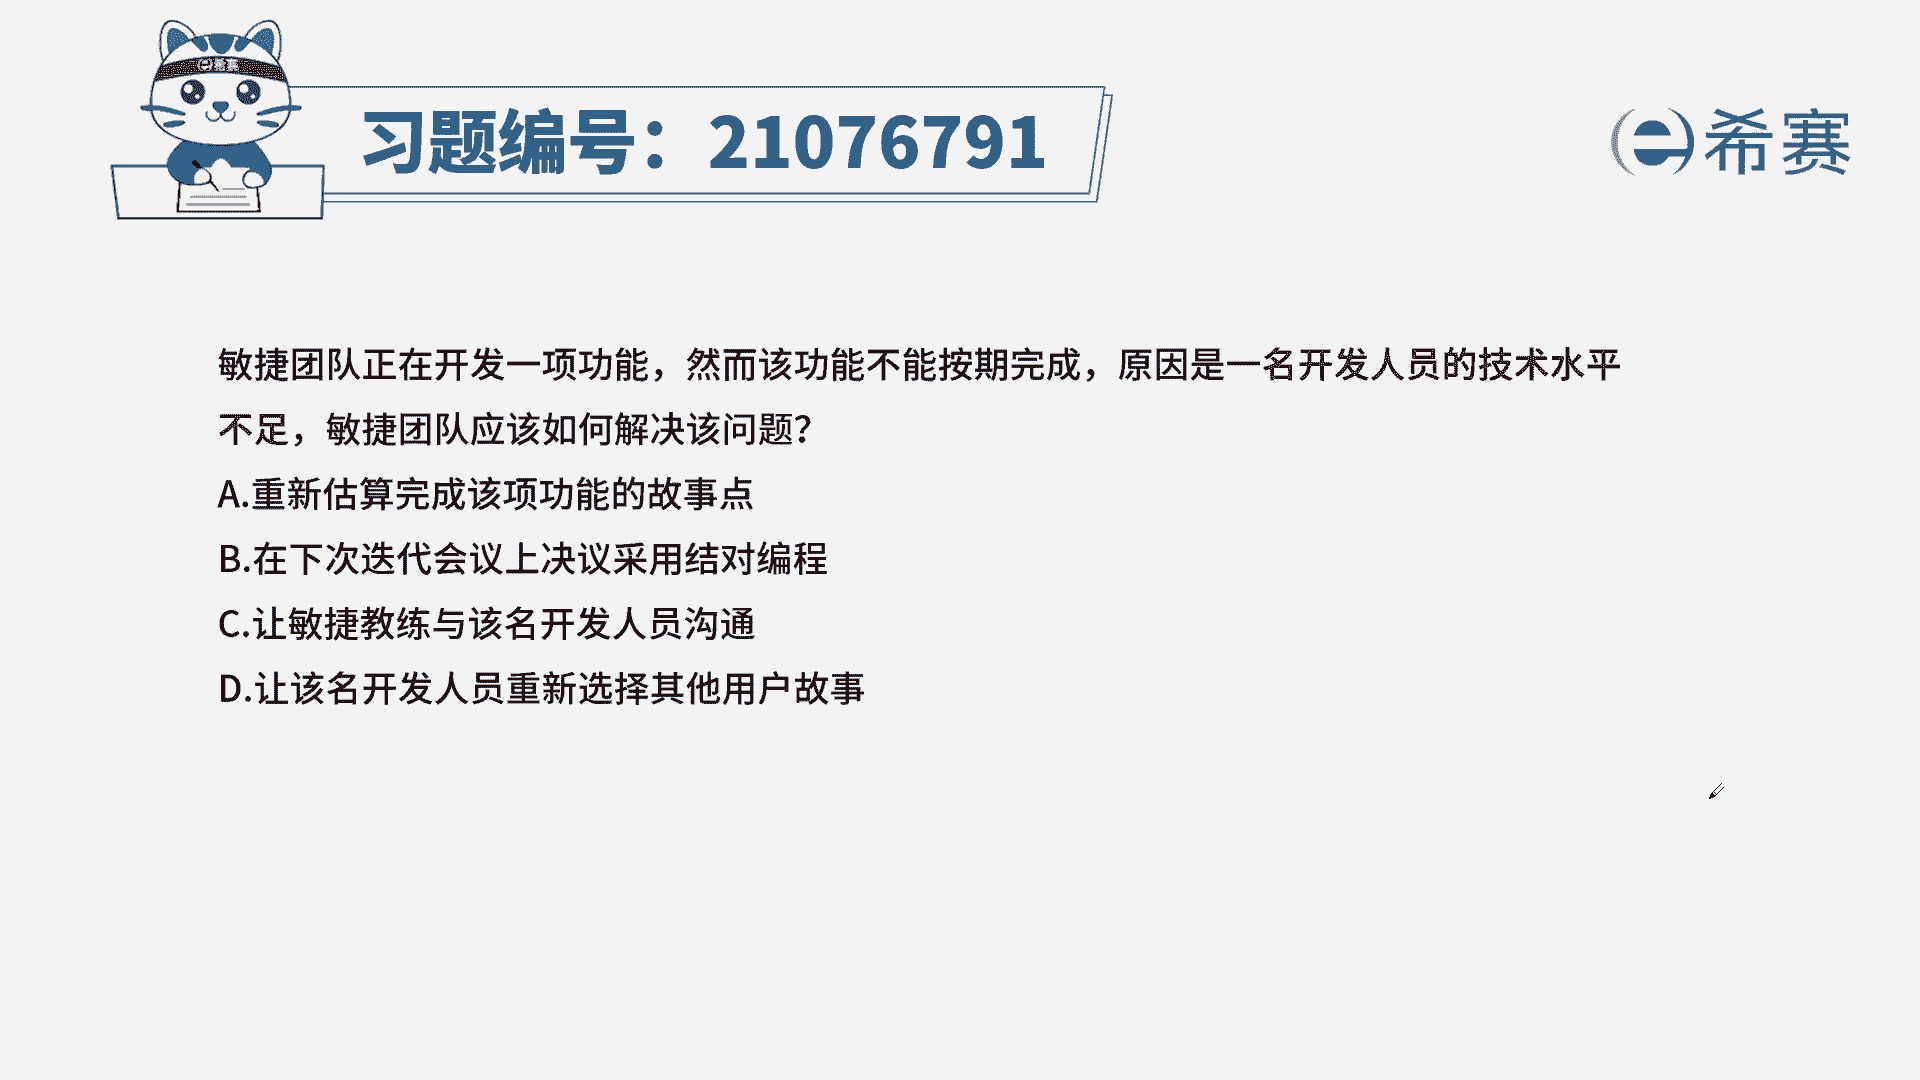 希赛
习题编号：21076791
希赛
敏捷团队正在开发一项功能，然而该功能不能按期完成，原因是一名开发人员的技术水平
不足，敏捷团队应该如何解决该问题？
A.重新估算完成该项功能的故事点
B.在下次迭代会议上决议采用结对编程
C.让敏捷教练与该名开发人员沟通
D.让该名开发人员重新选择其他用户故事